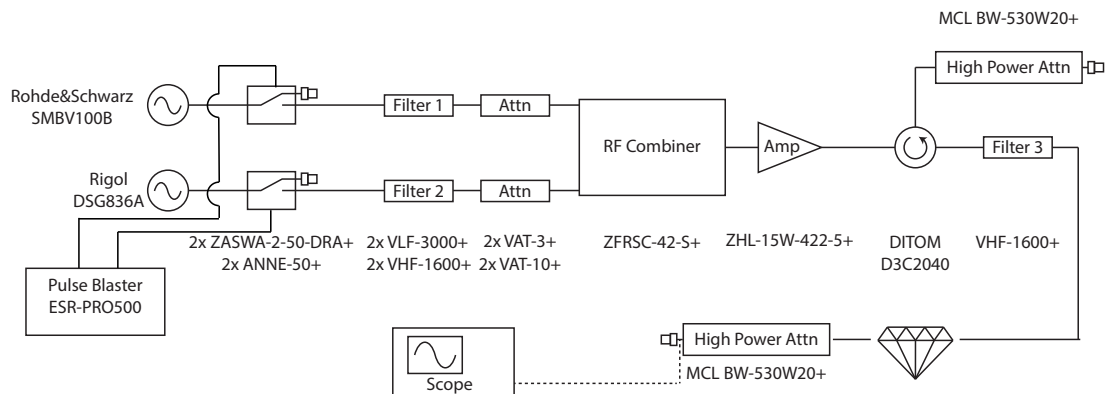 MCL BW-530W20+
High Power Attn
Rohde&Schwarz
SMBV100B
Filter 1
Attn
RF Combiner
Amp
Filter 3
Rigol
DSG836A
Filter 2
Attn
2x ZASWA-2-50-DRA+
2x ANNE-50+
2x VLF-3000+
2x VHF-1600+
2x VAT-3+
2x VAT-10+
ZFRSC-42-S+
ZHL-15W-422-5+
DITOM
D3C2040
VHF-1600+
Pulse Blaster
ESR-PRO500
High Power Attn
MCL BW-530W20+
Scope